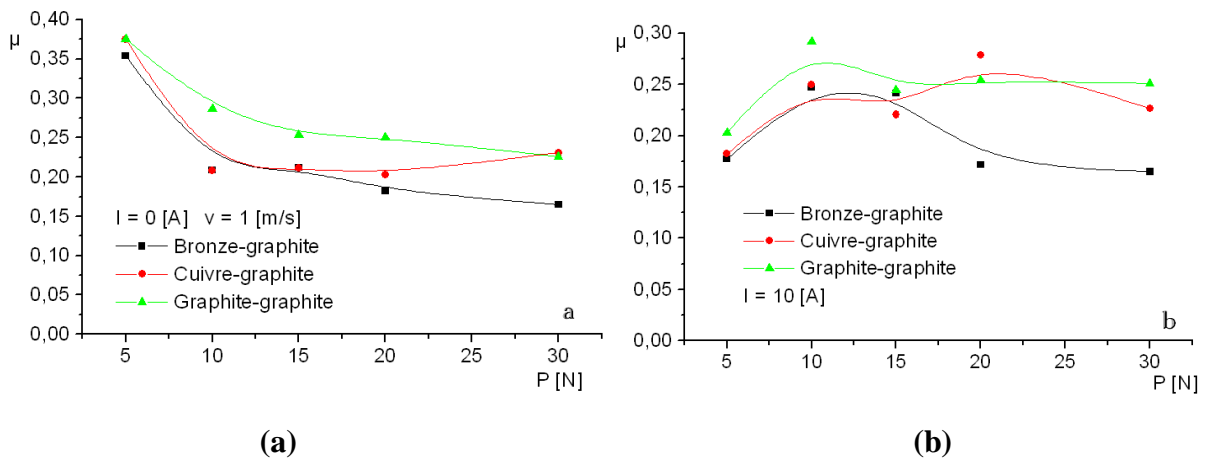 0,40
μ
0,35
0,30
0,25
0,20
0,15
0,10
0,05
0,00
I = 0 [A] v = 1 [m/s]
Bronze-graphite
Cuivre-graphite
Graphite-graphite
a
5 10 15 20 25 30
P [N]
(a)
0,30
μ
0,25
0,20
0,15
0,10
0,05
0,00
Bronze-graphite
Cuivre-graphite
Graphite-graphite
I = 10 [A]
b
5 10 15 20 25 30
P [N]
(b)